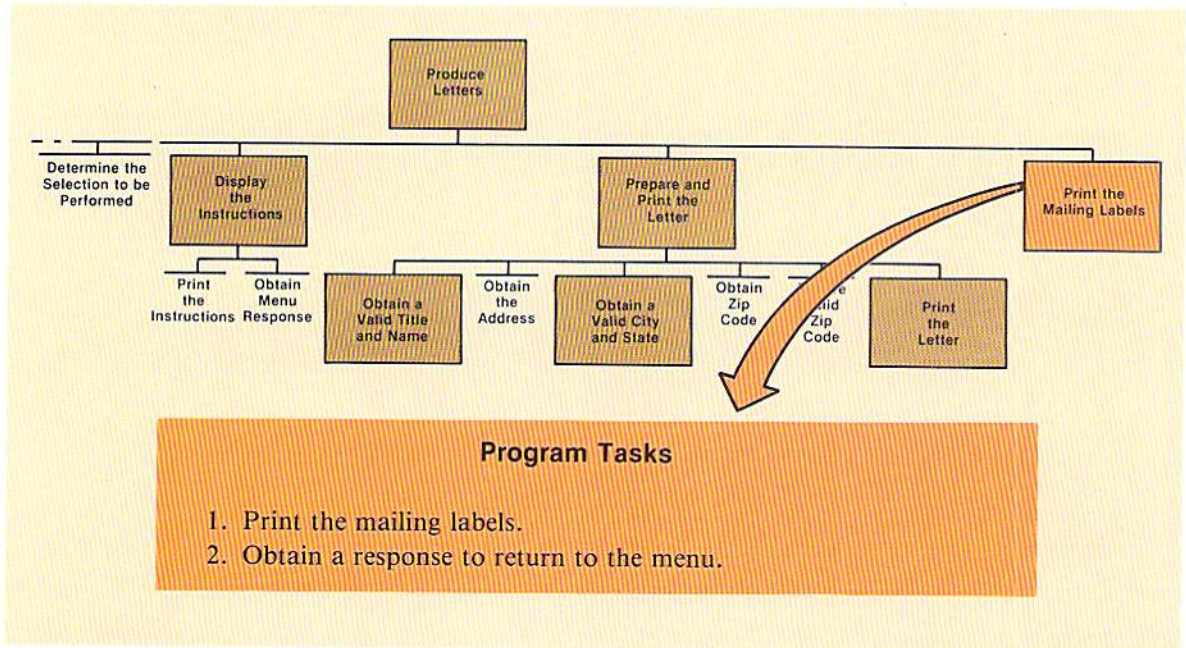 Produce
Letters
Determine the
Selection to be
Performed
Display
the
Instructions
Prepare and
Print the
Letter
Print the
Mailing Labels
Print
the
Instructions
Obtain
Menu
Response
Obtain a
Valid Title
and Name
Obtain
the
Address
Obtain a
Valid City
and State
Obtain
Zip
Code
Zip
Code
Print
the
Letter
Program Tasks
1. Print the mailing labels.
2. Obtain a response to return to the menu.